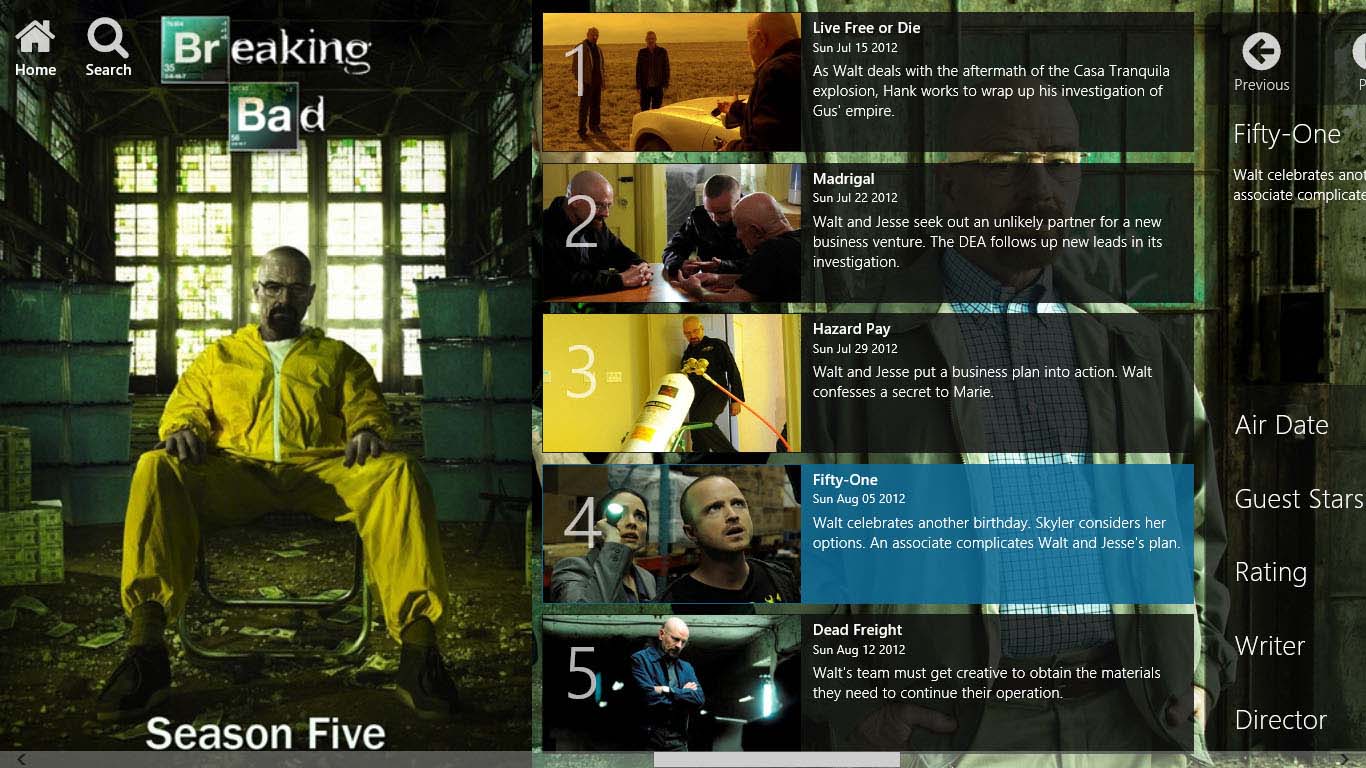 Home
Search
Breaking
Bad
Season Five
1
Live Free or Die
Sun Jul 15 2012
As Walt deals with the aftermath of the Casa Tranquila
explosion, Hank works to wrap up his investigation of
Gus' empire.
2
Madrigal
Sun Jul 22 2012
Walt and Jesse seek out an unlikely partner for a new
business venture. The DEA follows up new leads in its
investigation.
3
Hazard Pay
Sun Jul 29 2012
Walt and Jesse put a business plan into action. Walt
confesses a secret to Marie.
4
Fifty-One
Sun Aug 05 2012
Walt celebrates another birthday. Skyler considers her
options. An associate complicates Walt and Jesse's plan.
5
Dead Freight
Sun Aug 12 2012
Walt's team must get creative to obtain the materials
they need to continue their operation.
Previous
P
Fifty-One
Walt celebrates anot
associate complicate
Air Date
Guest Stars
Rating
Writer
Director